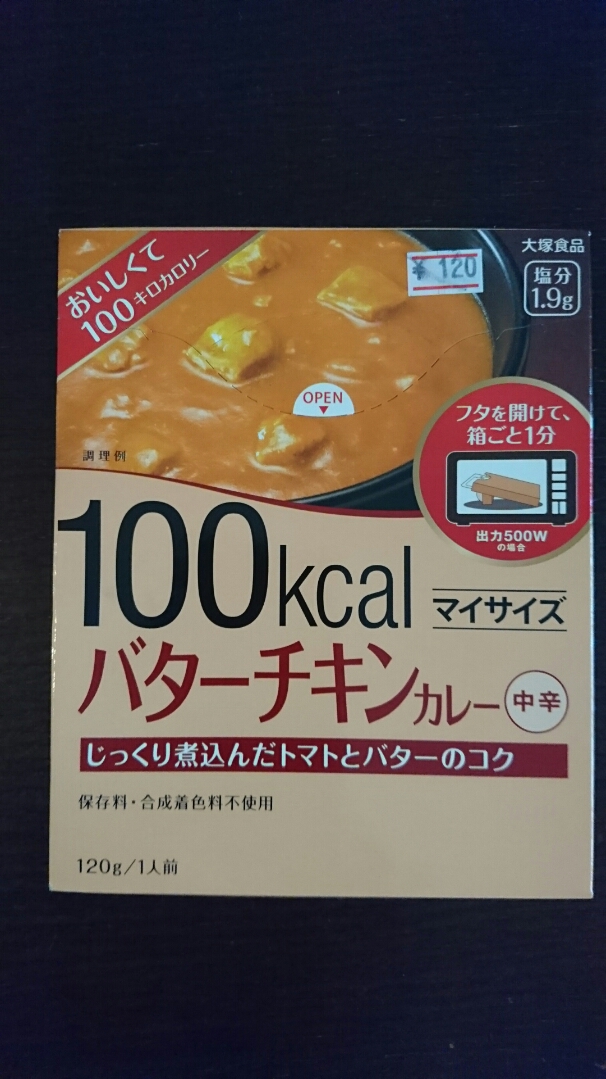 大塚食品
おいしくて
100キロカロリー
¥ 120
塩分
1.9g
OPEN
フタを開けて、
箱ごと1分
出力500W
の場合
調理例
100kcal
マイサイズ
バターチキンカレー
中辛
じっくり煮込んだトマトとバターのコク
保存料・合成着色料不使用
120g/1人前